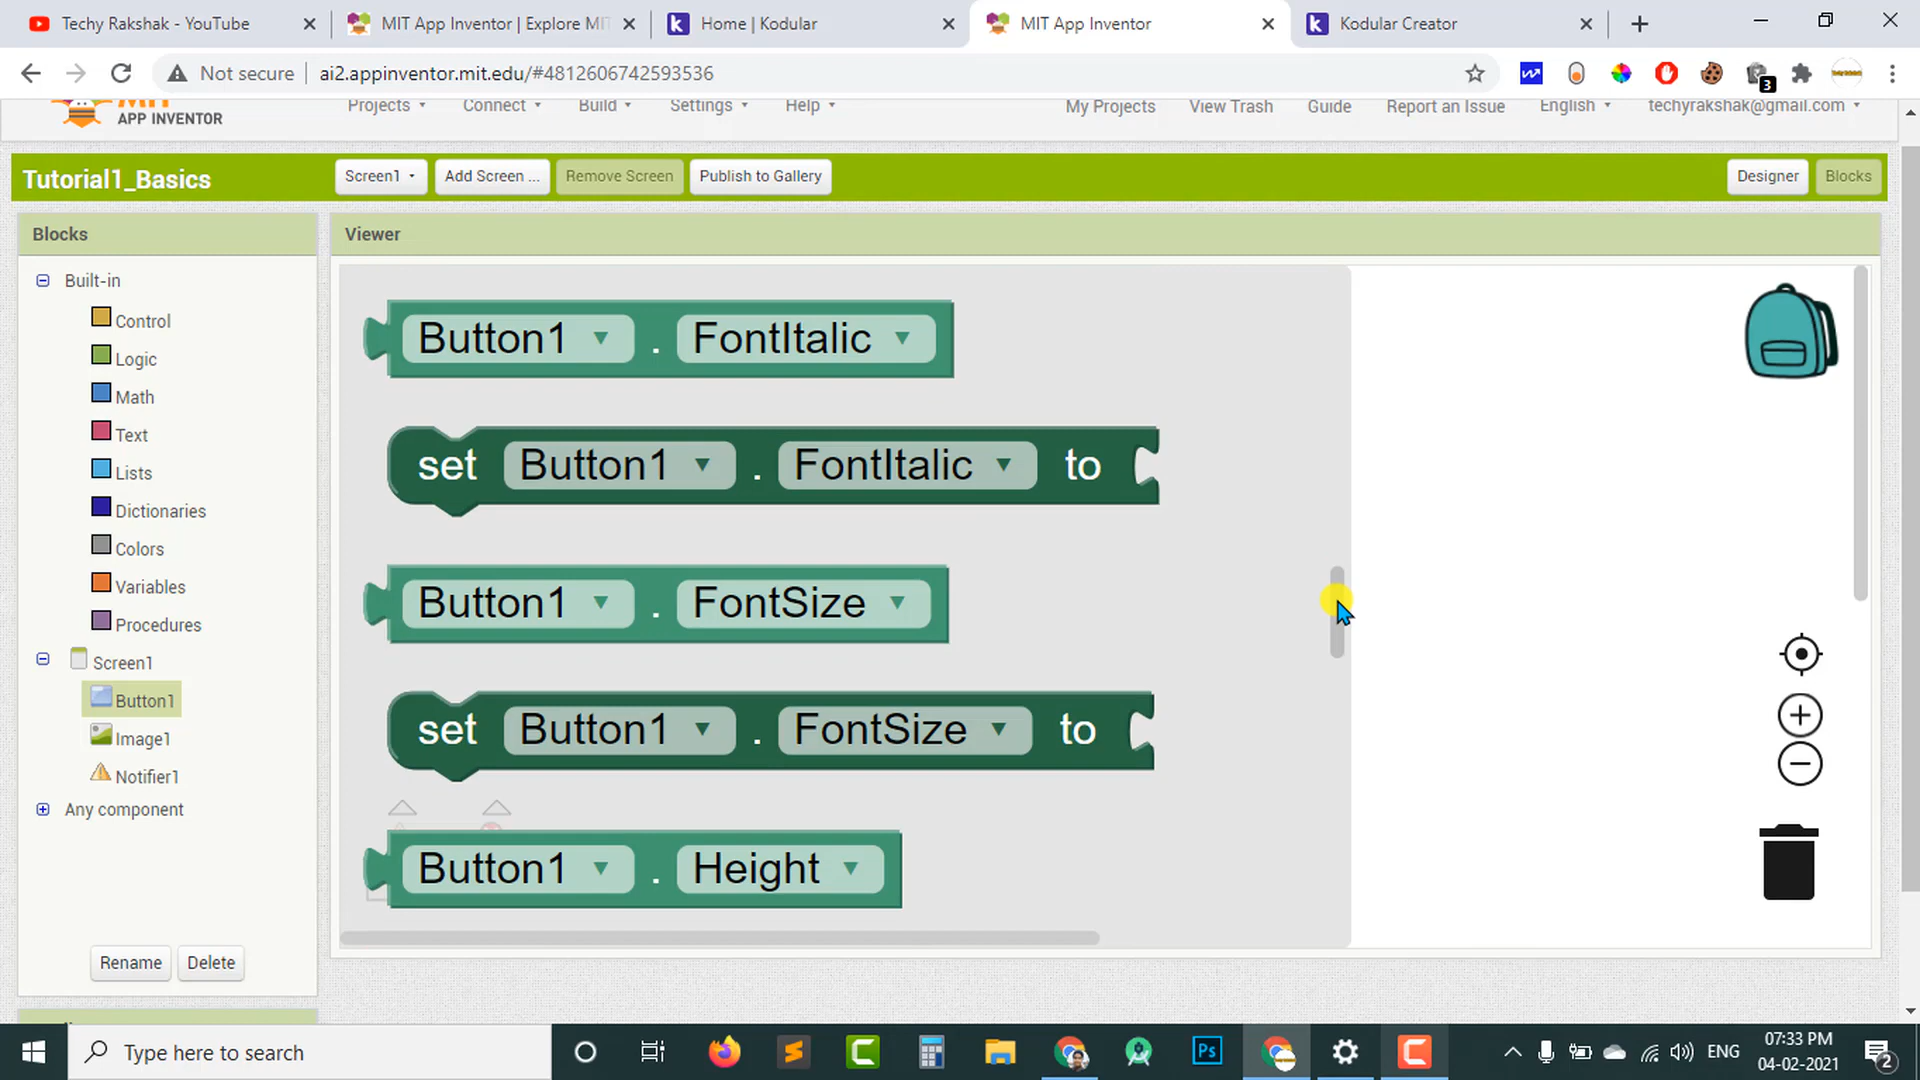 Techy Rakshak - YouTube
MIT App Inventor | Explore MIT
Home | Kodular
MIT App Inventor
Kodular Creator
Not secure
ai2.appinventor.mit.edu/#4812606742593536
3
APP INVENTOR
Projects
Connect
Build
Settings
Help
My Projects
View Trash
Guide
Report an Issue
English
techyrakshak@gmail.com
Tutorial1_Basics
Screen1
Add Screen ...
Remove Screen
Publish to Gallery
Designer
Blocks
Blocks
Viewer
Built-in
Control
Logic
Math
Text
Lists
Dictionaries
Colors
Variables
Procedures
Screen1
Button1
Image1
Notifier1
Any component
Rename
Delete
Button1 . FontItalic
set Button1 . FontItalic to
Button1 . FontSize
set Button1 . FontSize to
Button1 . Height
Type here to search
Ps
ENG
07:33 PM
04-02-2021
2